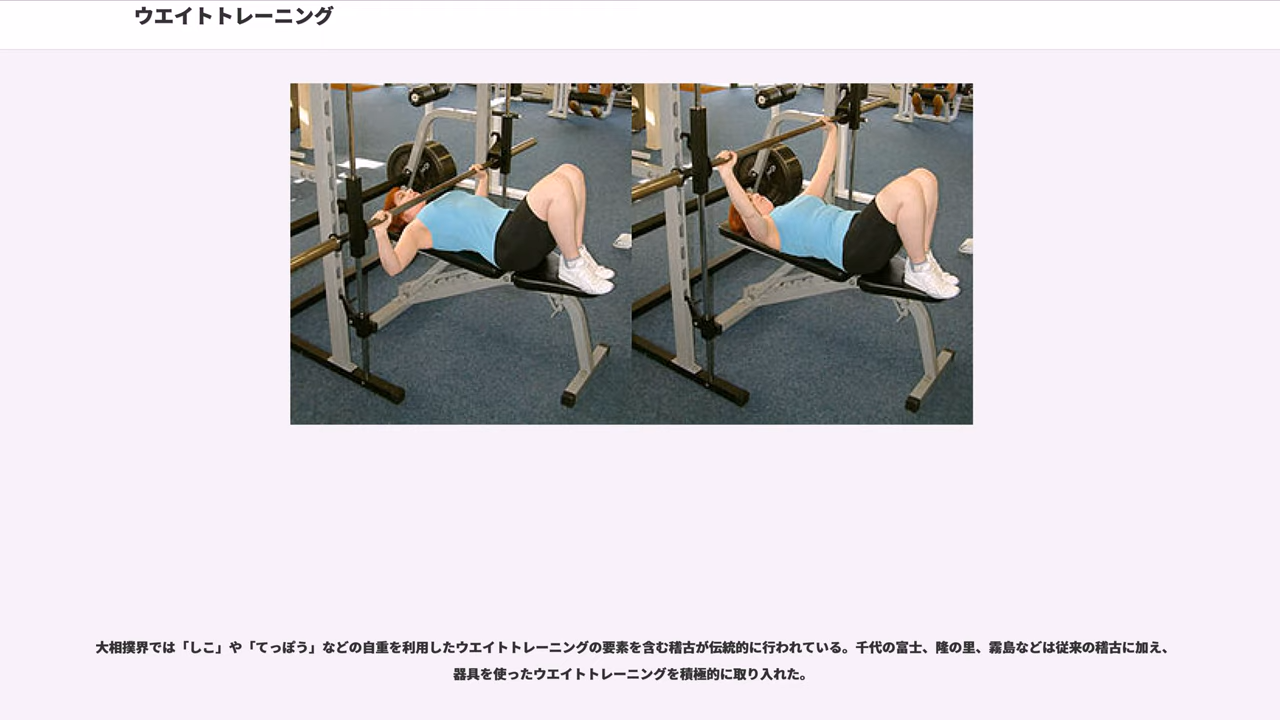 ウエイトトレーニング
大相撲界では「しこ」や「てっぽう」などの自重を利用したウエイトトレーニングの要素を含む稽古が伝統的に行われている。千代の富士、隆の里、霧島などは従来の稽古に加え、
器具を使ったウエイトトレーニングを積極的に取り入れた。